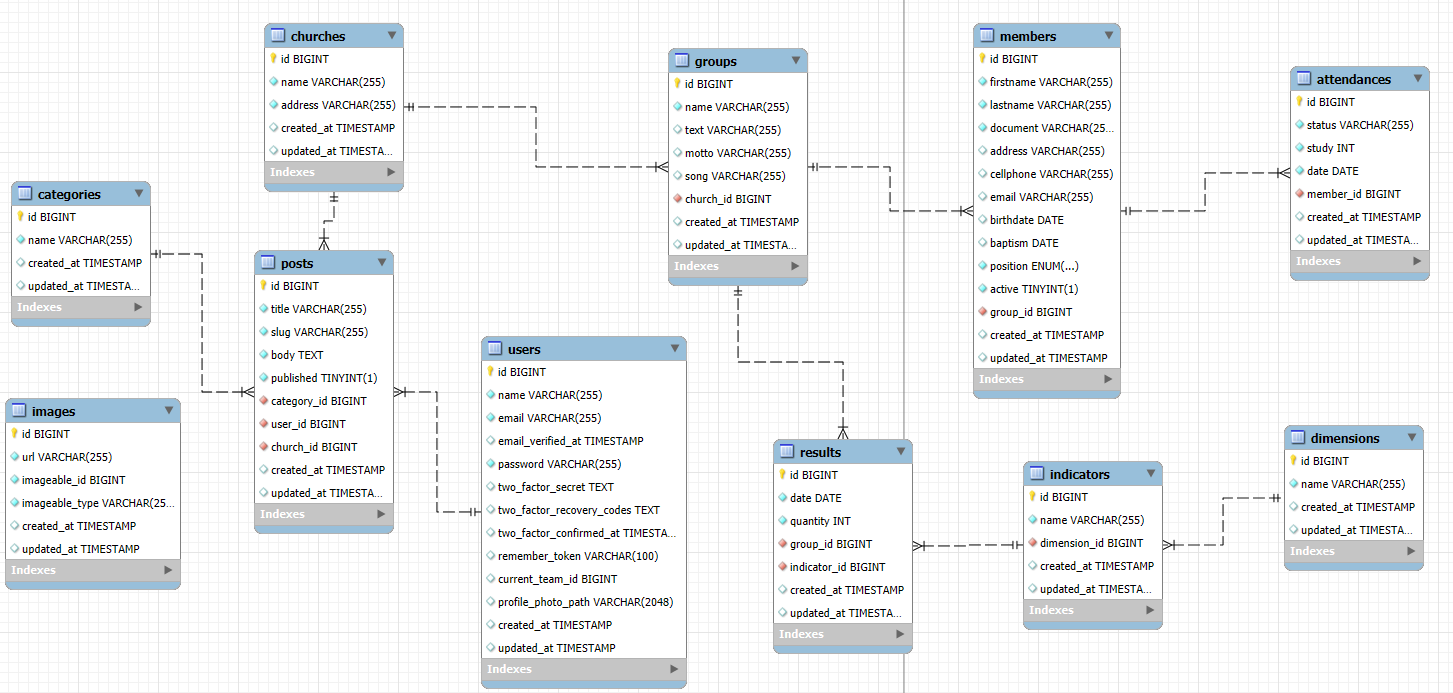 churches
id BIGINT
name VARCHAR(255)
address VARCHAR(255)
created_at TIMESTAMP
updated_at TIMESTA...
Indexes
groups
id BIGINT
name VARCHAR(255)
text VARCHAR(255)
motto VARCHAR(255)
song VARCHAR(255)
church_id BIGINT
created_at TIMESTAMP
updated_at TIMESTA...
Indexes
members
id BIGINT
firstname VARCHAR(255)
lastname VARCHAR(255)
document VARCHAR(25...
address VARCHAR(255)
cellphone VARCHAR(255)
email VARCHAR(255)
birthdate DATE
baptism DATE
position ENUM(...)
active TINYINT(1)
group_id BIGINT
created_at TIMESTAMP
updated_at TIMESTAMP
Indexes
attendances
id BIGINT
status VARCHAR(255)
study INT
date DATE
member_id BIGINT
created_at TIMESTAMP
updated_at TIMESTA...
Indexes
categories
id BIGINT
name VARCHAR(255)
created_at TIMESTAMP
updated_at TIMESTA...
Indexes
posts
id BIGINT
title VARCHAR(255)
slug VARCHAR(255)
body TEXT
published TINYINT(1)
category_id BIGINT
user_id BIGINT
church_id BIGINT
created_at TIMESTAMP
updated_at TIMESTA...
Indexes
users
id BIGINT
name VARCHAR(255)
email VARCHAR(255)
email_verified_at TIMESTAMP
password VARCHAR(255)
two_factor_secret TEXT
two_factor_recovery_codes TEXT
two_factor_confirmed_at TIMESTA...
remember_token VARCHAR(100)
current_team_id BIGINT
profile_photo_path VARCHAR(2048)
created_at TIMESTAMP
updated_at TIMESTAMP
Indexes
images
id BIGINT
url VARCHAR(255)
imageable_id BIGINT
imageable_type VARCHAR(25...
created_at TIMESTAMP
updated_at TIMESTAMP
Indexes
results
id BIGINT
date DATE
quantity INT
group_id BIGINT
indicator_id BIGINT
created_at TIMESTAMP
updated_at TIMESTA...
Indexes
indicators
id BIGINT
name VARCHAR(255)
dimension_id BIGINT
created_at TIMESTAMP
updated_at TIMESTA...
Indexes
dimensions
id BIGINT
name VARCHAR(255)
created_at TIMESTAMP
updated_at TIMESTA...
Indexes